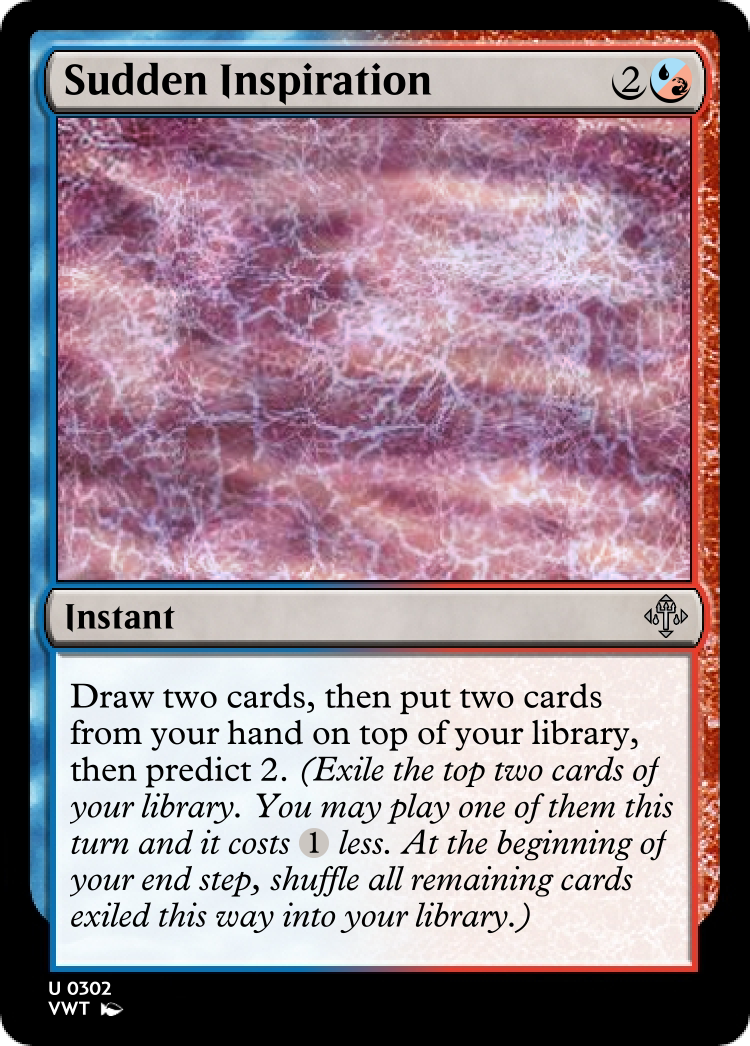 Sudden Inspiration 2
Instant
Draw two cards, then put two cards
from your hand on top of your library,
then predict 2. (Exile the top two cards of
your library. You may play one of them this
turn and it costs 1 less. At the beginning of
your end step, shuffle all remaining cards
exiled this way into your library.)
U 0302
VWT